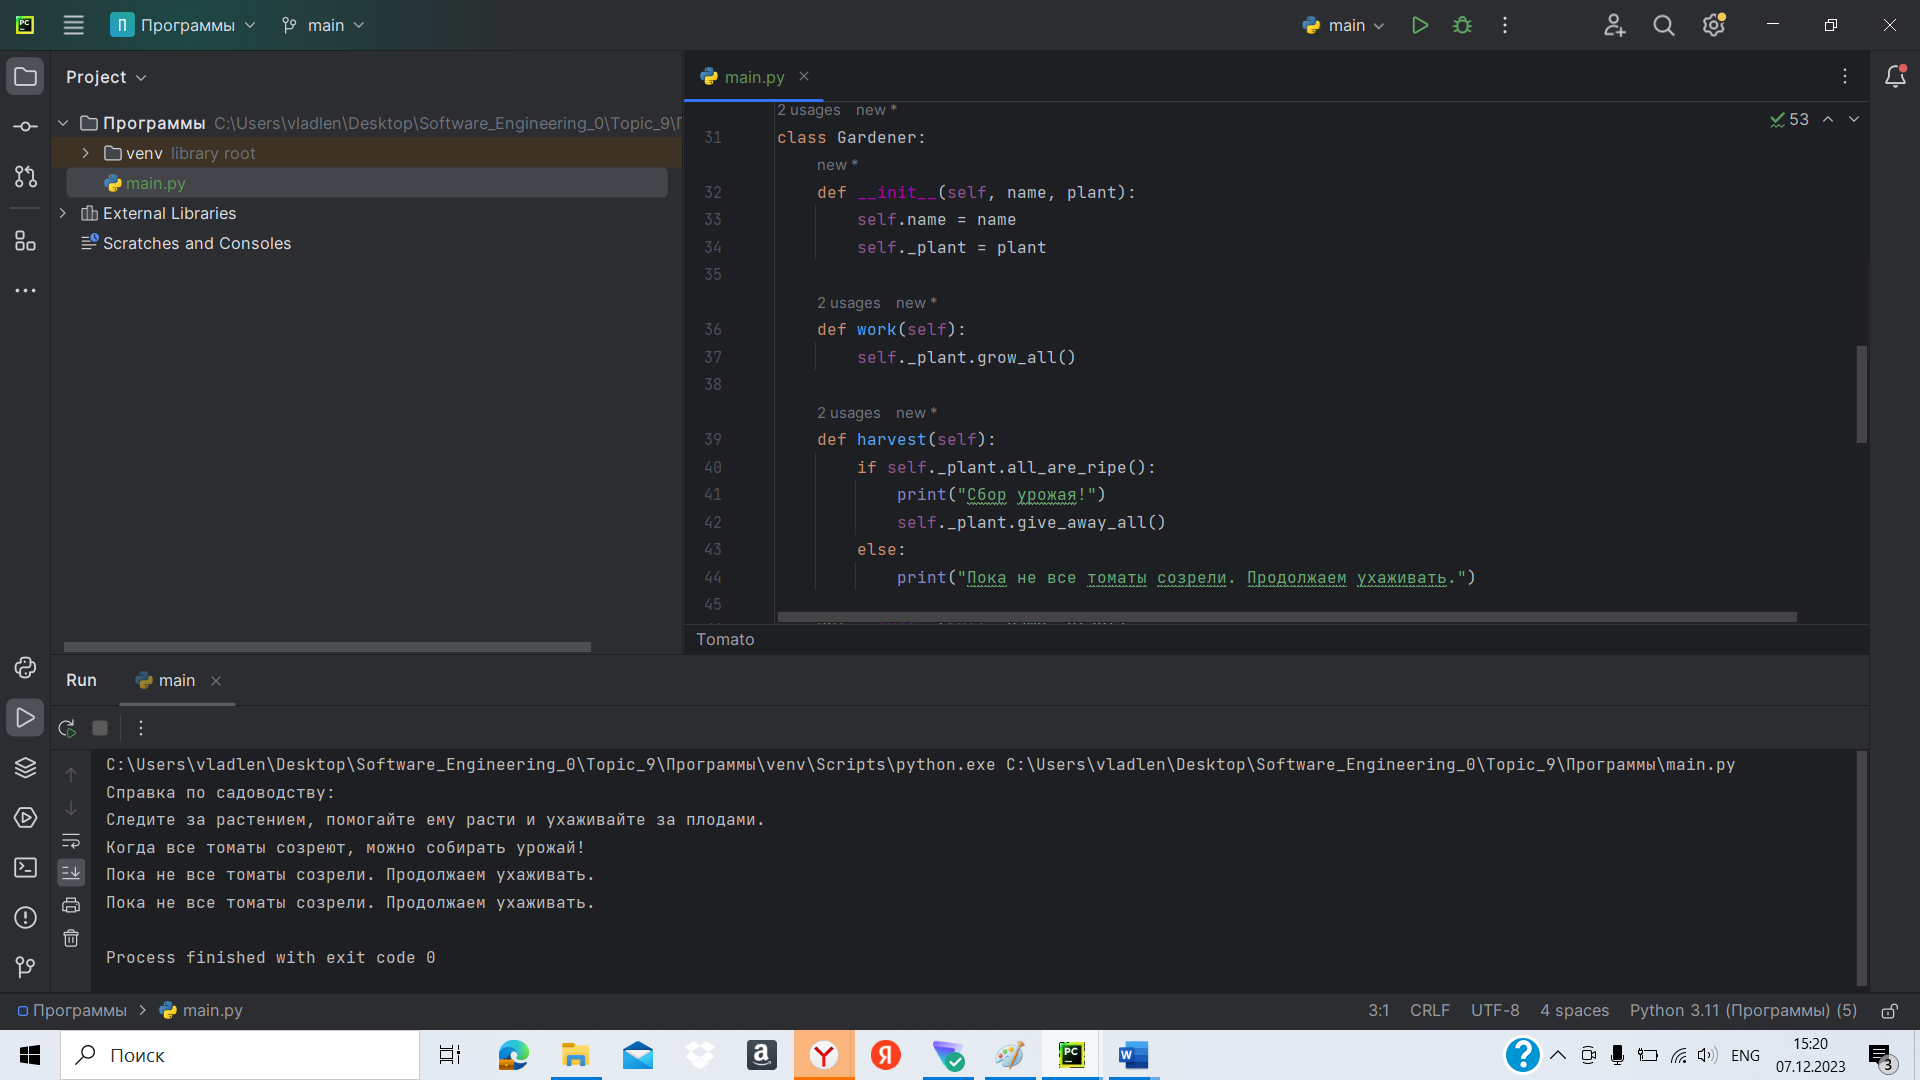 PC
П Программы main
main
Project
main.py
Программы C:\Users\vladlen\Desktop\Software_Engineering_0\Topic_9\
venv library root
main.py
External Libraries
Scratches and Consoles
2 usages new *
53
31 class Gardener:
new *
32 def __init__(self, name, plant):
33 self.name = name
34 self._plant = plant
35
2 usages new *
36 def work(self):
37 self._plant.grow_all()
38
2 usages new *
39 def harvest(self):
40 if self._plant.all_are_ripe():
41 print("Сбор урожая!")
42 self._plant.give_away_all()
43 else:
44 print("Пока не все томаты созрели. Продолжаем ухаживать.")
45
Tomato
Run main
C:\Users\vladlen\Desktop\Software_Engineering_0\Topic_9\Программы\venv\Scripts\python.exe C:\Users\vladlen\Desktop\Software_Engineering_0\Topic_9\Программы\main.py
Справка по садоводству:
Следите за растением, помогайте ему расти и ухаживайте за плодами.
Когда все томаты созреют, можно собирать урожай!
Пока не все томаты созрели. Продолжаем ухаживать.
Пока не все томаты созрели. Продолжаем ухаживать.
Process finished with exit code 0
Программы main.py
3:1 CRLF UTF-8 4 spaces Python 3.11 (Программы) (5)
Поиск
ENG
15:20
07.12.2023
3